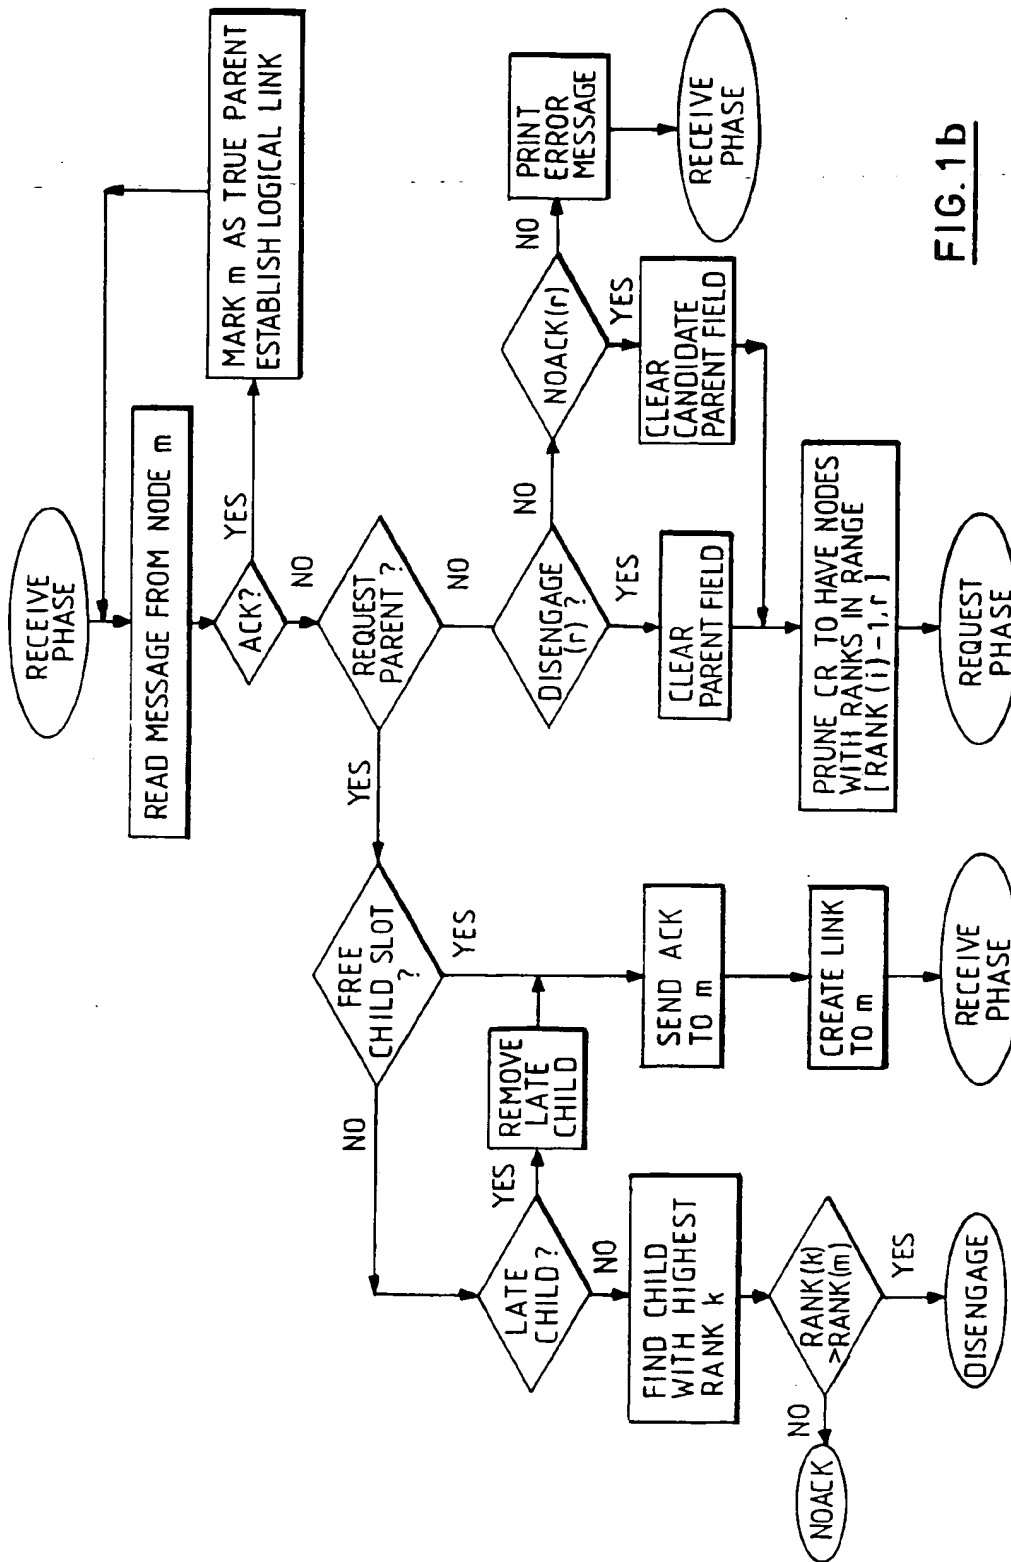 RECEIVE
PHASE
READ MESSAGE FROM NODE m
ACK?
YES
MARK m AS TRUE PARENT
ESTABLISH LOGICAL LINK
NO
REQUEST
PARENT ?
YES
NO
FREE
CHILD SLOT
?
NO
YES
LATE
CHILD?
YES
REMOVE
LATE
CHILD
NO
FIND CHILD
WITH HIGHEST
RANK k
RANK(k)
>RANK(m)
NO
NOACK
YES
DISENGAGE
SEND ACK
TO m
CREATE LINK
TO m
RECEIVE
PHASE
DISENGAGE
(r) ?
NO
YES
CLEAR
PARENT FIELD
NOACK(r)
NO
PRINT
ERROR
MESSAGE
RECEIVE
PHASE
YES
CLEAR
CANDIDATE
PARENT FIELD
PRUNE CR TO HAVE NODES
WITH RANKS IN RANGE
[RANK(i)-1,r ]
REQUEST
PHASE
FIG.1b